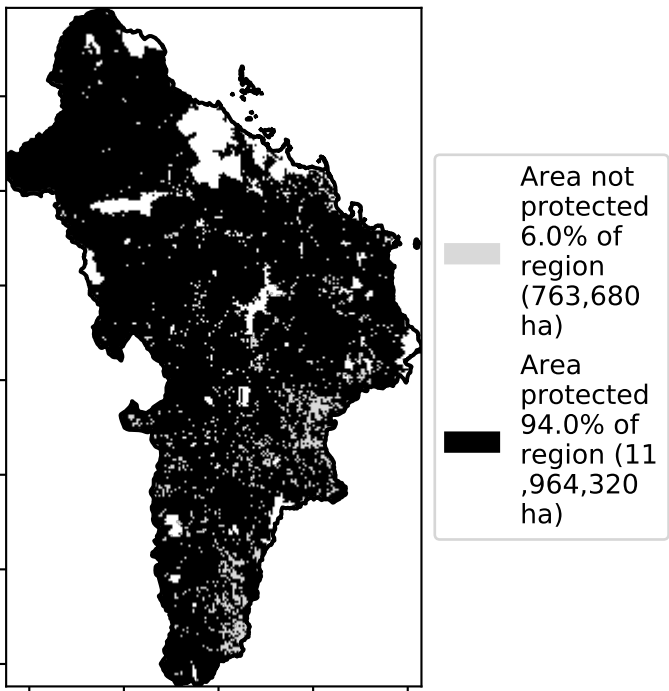 Area not
protected
6.0% of
region
(763,680
ha)
Area
protected
94.0% of
region (11
,964,320
ha)